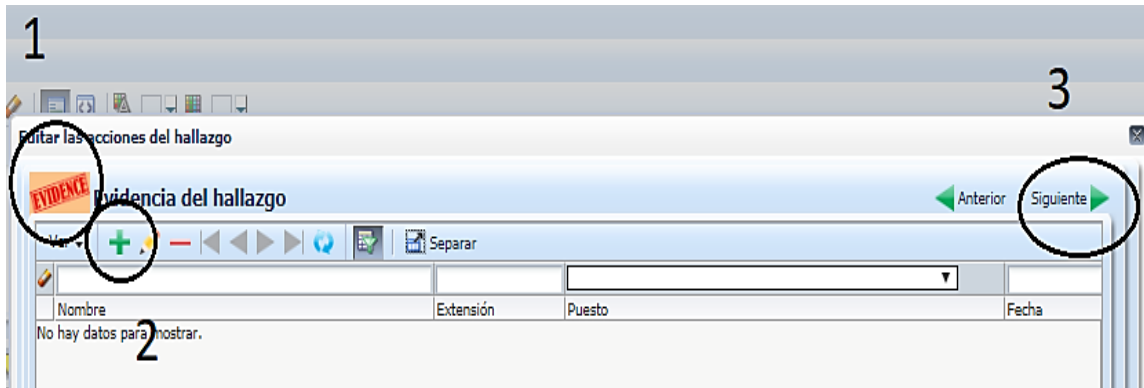 1
3
Editar las acciones del hallazgo
EVIDENCE Evidencia del hallazgo Anterior Siguiente
Ver Separar
Nombre Extensión Puesto Fecha
No hay datos para mostrar.
2